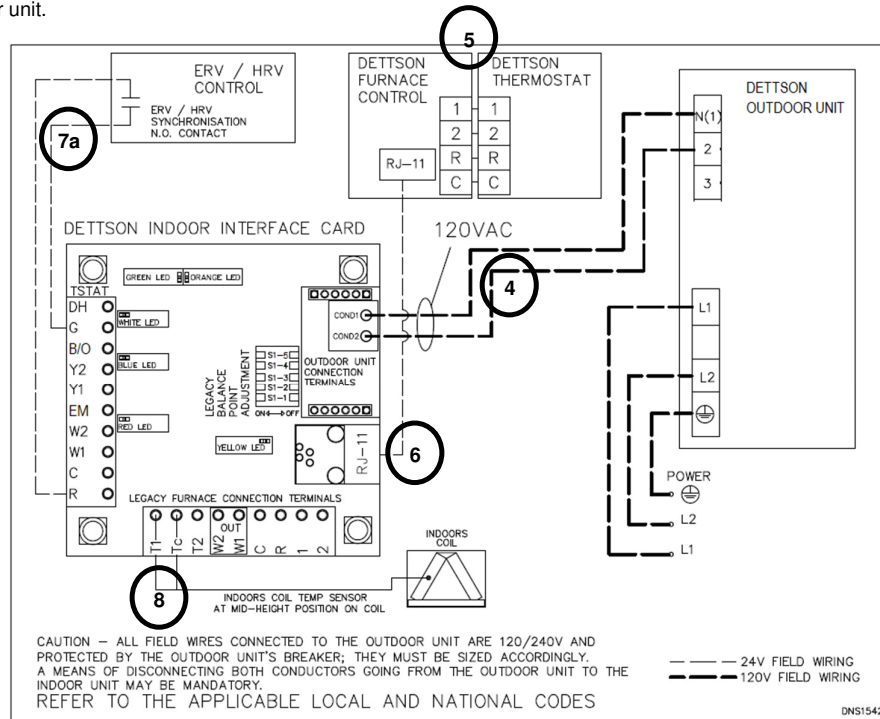 r unit.
5
ERV / HRV
CONTROL
ERV / HRV
SYNCHRONISATION
N.O. CONTACT
7a
DETTSON
FURNACE
CONTROL
1
2
R
C
RJ-11
DETTSON
THERMOSTAT
1
2
R
C
DETTSON
OUTDOOR UNIT
N(1)
2
3
L1
L2
POWER
L2
L1
120VAC
4
DETTSON INDOOR INTERFACE CARD
GREEN LED
ORANGE LED
TSTAT
DH
G
B/O
Y2
Y1
EM
W2
W1
C
R
WHITE LED
BLUE LED
RED LED
YELLOW LED
LEGACY
BALANCE
POINT
ADJUSTMENT
S1-5
S1-4
S1-3
S1-2
S1-1
ON OFF
COND1
COND2
OUTDOOR UNIT
CONNECTION
TERMINALS
RJ-11
6
LEGACY FURNACE CONNECTION TERMINALS
OUT
T1
Tc
T2
W2
W1
C
R
1
2
8
INDOORS
COIL
INDOORS COIL TEMP SENSOR
AT MID-HEIGHT POSITION ON COIL
CAUTION – ALL FIELD WIRES CONNECTED TO THE OUTDOOR UNIT ARE 120/240V AND
PROTECTED BY THE OUTDOOR UNIT'S BREAKER; THEY MUST BE SIZED ACCORDINGLY.
A MEANS OF DISCONNECTING BOTH CONDUCTORS GOING FROM THE OUTDOOR UNIT TO THE
INDOOR UNIT MAY BE MANDATORY.
REFER TO THE APPLICABLE LOCAL AND NATIONAL CODES
24V FIELD WIRING
120V FIELD WIRING
DNS1542